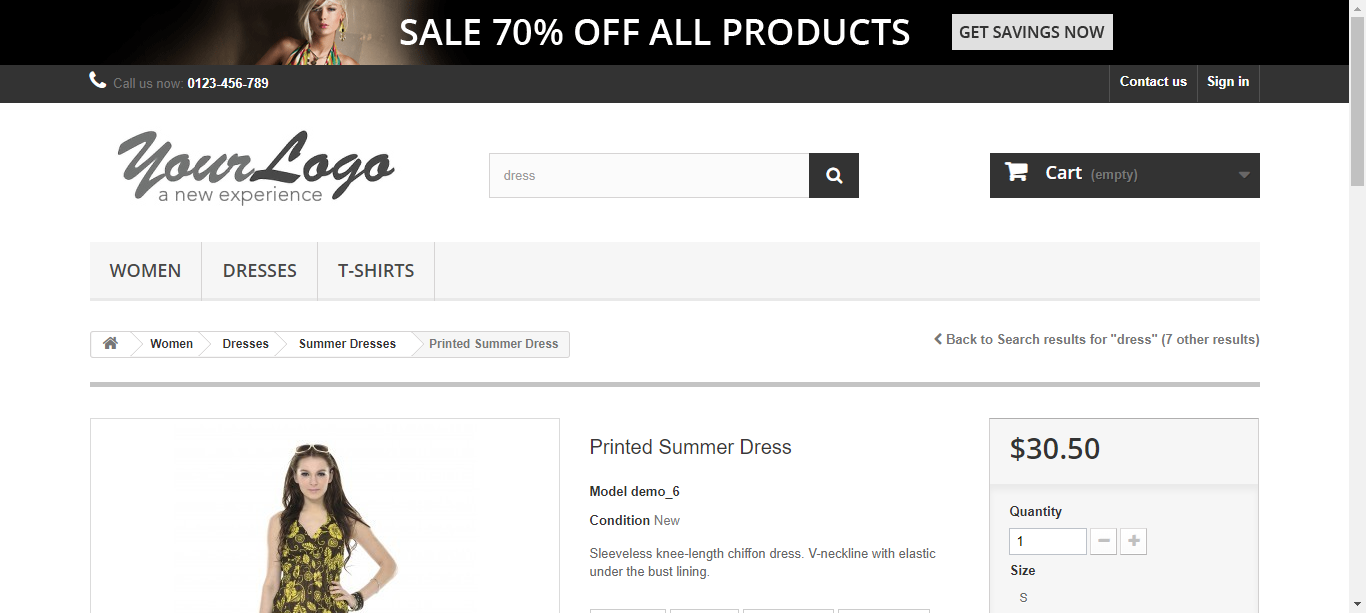 SALE 70% OFF ALL PRODUCTS
GET SAVINGS NOW
Call us now: 0123-456-789
Contact us
Sign in
YourLogo
a new experience
dress
Cart (empty)
WOMEN
DRESSES
T-SHIRTS
Women
Dresses
Summer Dresses
Printed Summer Dress
Back to Search results for "dress" (7 other results)
Printed Summer Dress
Model demo_6
Condition New
Sleeveless knee-length chiffon dress. V-neckline with elastic
under the bust lining.
$30.50
Quantity
1
Size
S